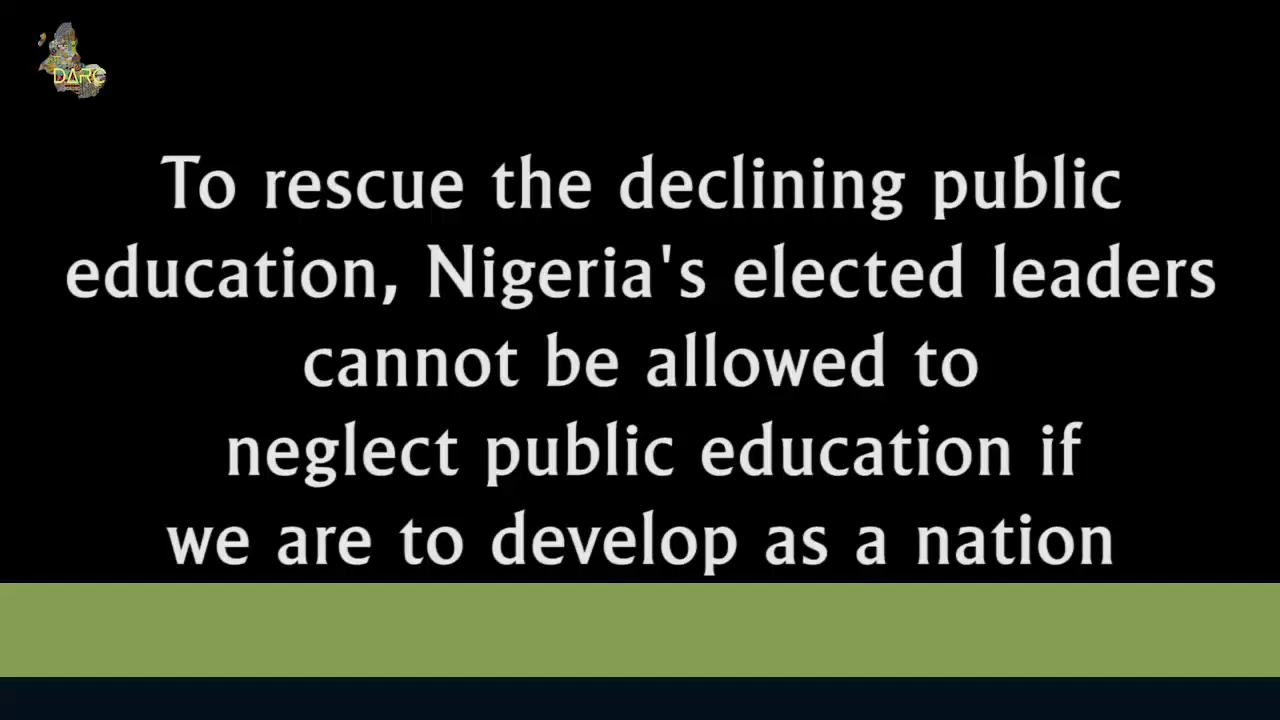 DARC
To rescue the declining public
education, Nigeria's elected leaders
cannot be allowed to
neglect public education if
we are to develop as a nation